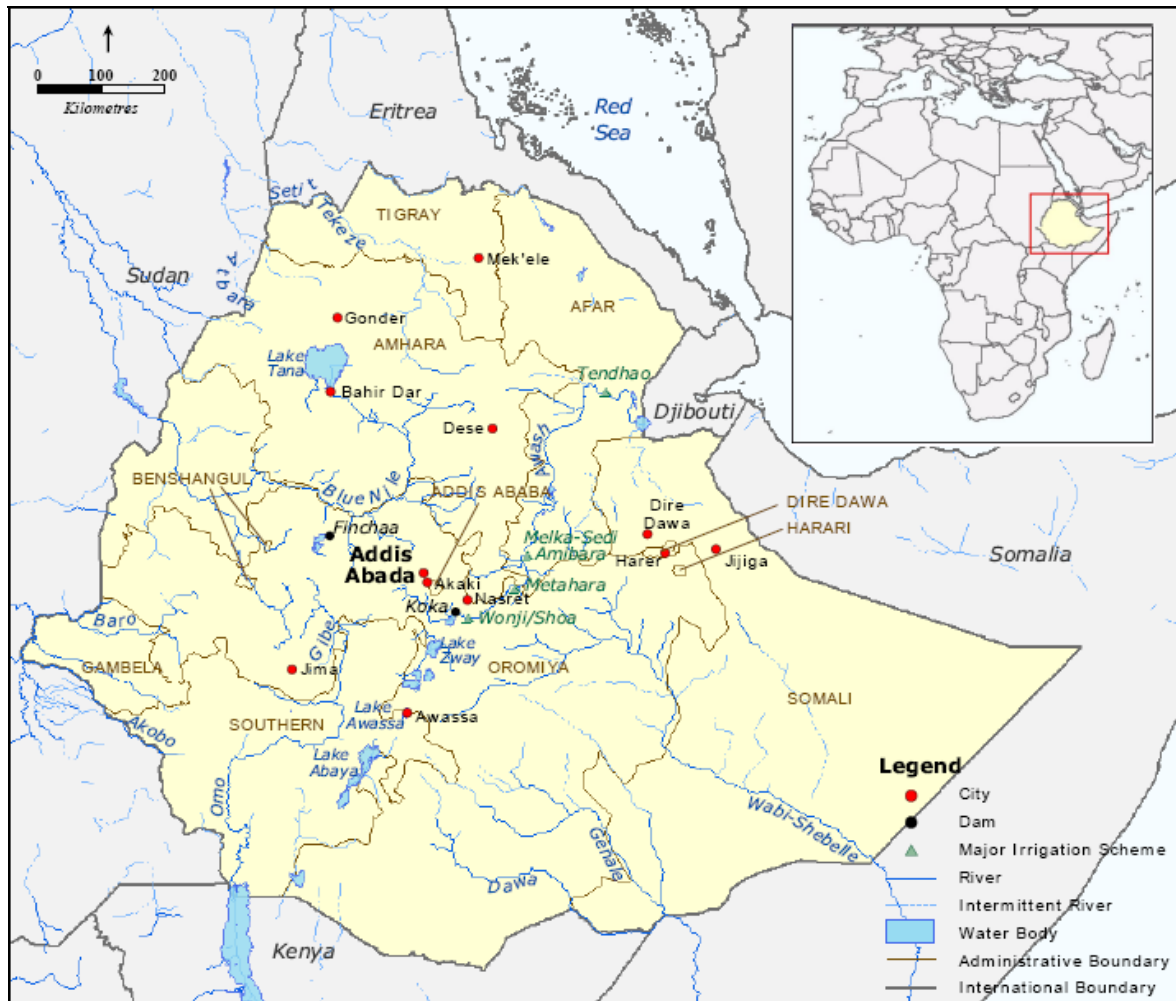 0 100 200
Kilometres
Eritrea
Red
Sea
Setit
Tekeze
TIGRAY
Mek'ele
Sudan
Atbara
AFAR
Gonder
AMHARA
Lake
Tana
Bahir Dar
Tendhao
Djibouti
Dese
Awash
BENSHANGUL
Blue Nile
ADDIS ABABA
Dire
Dawa
DIRE DAWA
HARARI
Finchaa
Melka-Sedi
Amibara
Harer
Jijiga
Somalia
Addis
Abada
Akaki
Metahara
Nasret
Koka
Wonji/Shoa
Baro
Gibe
Lake
Zway
GAMBELA
Jima
OROMIYA
SOMALI
Akobo
SOUTHERN
Lake
Awassa
Awassa
Lake
Abaya
Omo
Wabi-Shebelle
Genale
Dawa
Kenya
Legend
City
Dam
Major Irrigation Scheme
River
Intermittent River
Water Body
Administrative Boundary
International Boundary